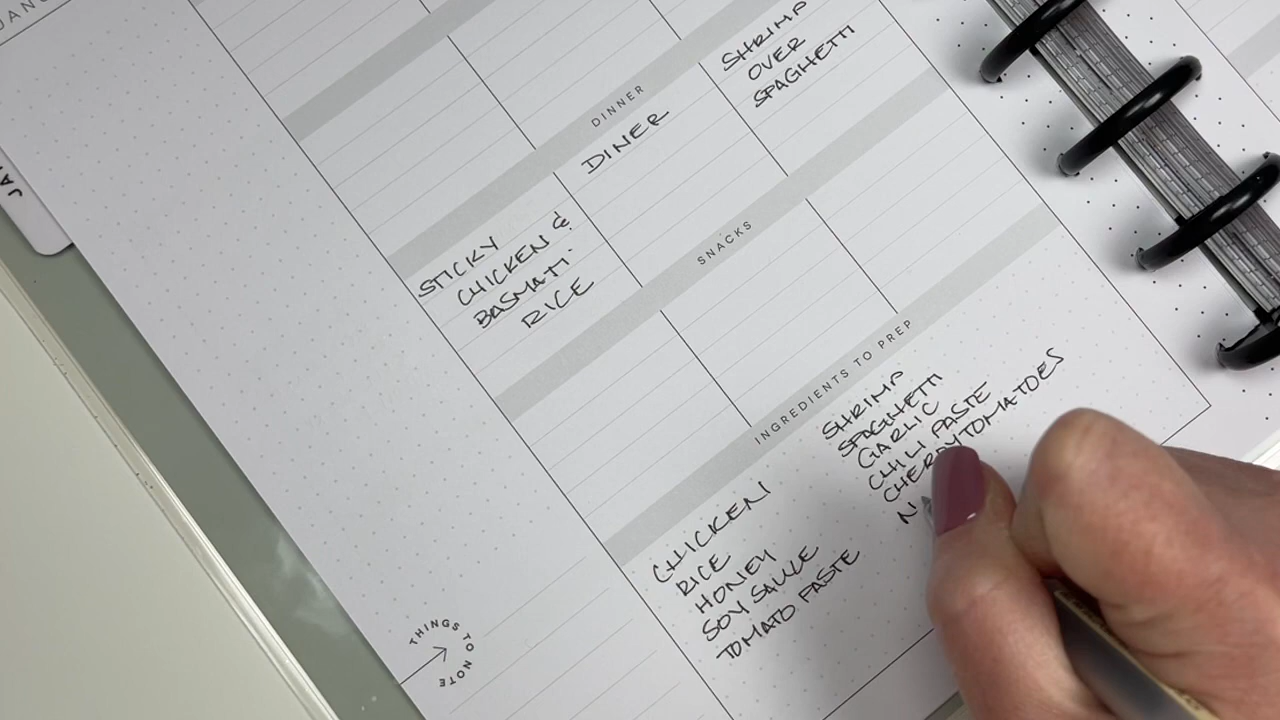 DINNER
STICKY
CHICKEN &
BASMATI
RICE
DINER
SHRIMP
OVER
SPAGHETTI
SNACKS
INGREDIENTS TO PREP
CHICKEN
RICE
HONEY
SOY SAUCE
TOMATO PASTE
SHRIMP
SPAGHETTI
GARLIC
CHILI PASTE
CHERRY TOMATOES
N
THINGS TO NOTE